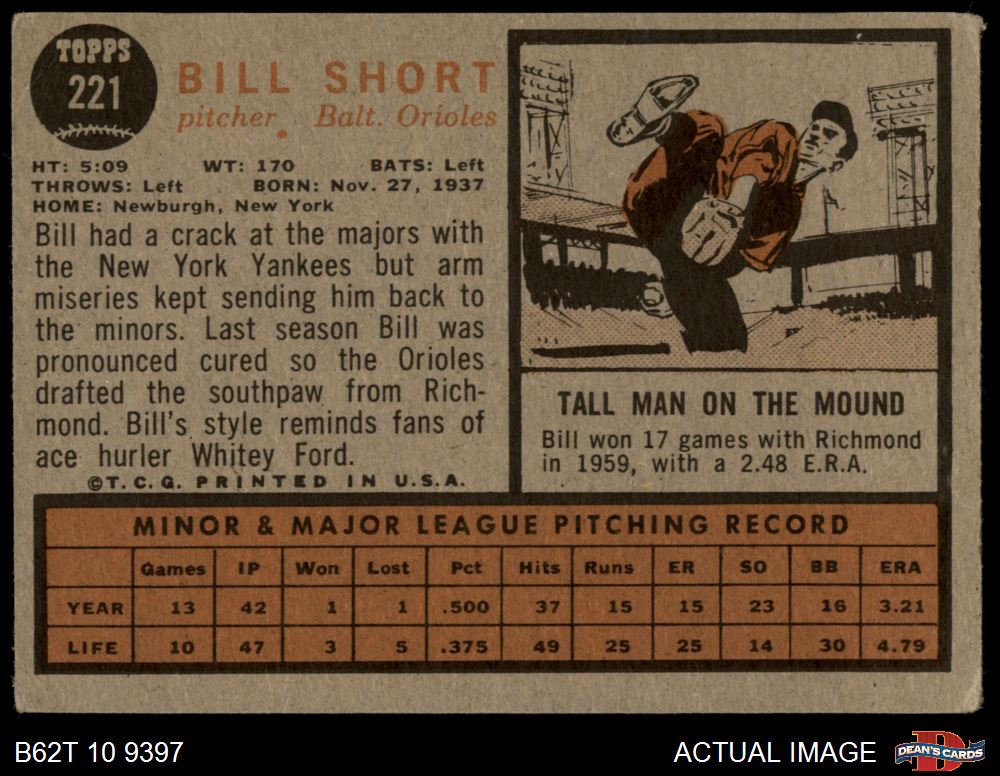 TOPPS
221
BILL SHORT
pitcher Balt. Orioles
HT: 5:09 WT: 170 BATS: Left
THROWS: Left BORN: Nov. 27, 1937
HOME: Newburgh, New York
Bill had a crack at the majors with
the New York Yankees but arm
miseries kept sending him back to
the minors. Last season Bill was
pronounced cured so the Orioles
drafted the southpaw from Rich-
mond. Bill's style reminds fans of
ace hurler Whitey Ford.
©T.C.G. PRINTED IN U.S.A.
TALL MAN ON THE MOUND
Bill won 17 games with Richmond
in 1959, with a 2.48 E.R.A.
MINOR & MAJOR LEAGUE PITCHING RECORD
Games IP Won Lost Pct Hits Runs ER SO BB ERA
YEAR 13 42 1 1 .500 37 15 15 23 16 3.21
LIFE 10 47 3 5 .375 49 25 25 14 30 4.79
B62T 10 9397 ACTUAL IMAGE
D
DEAN'S CARDS